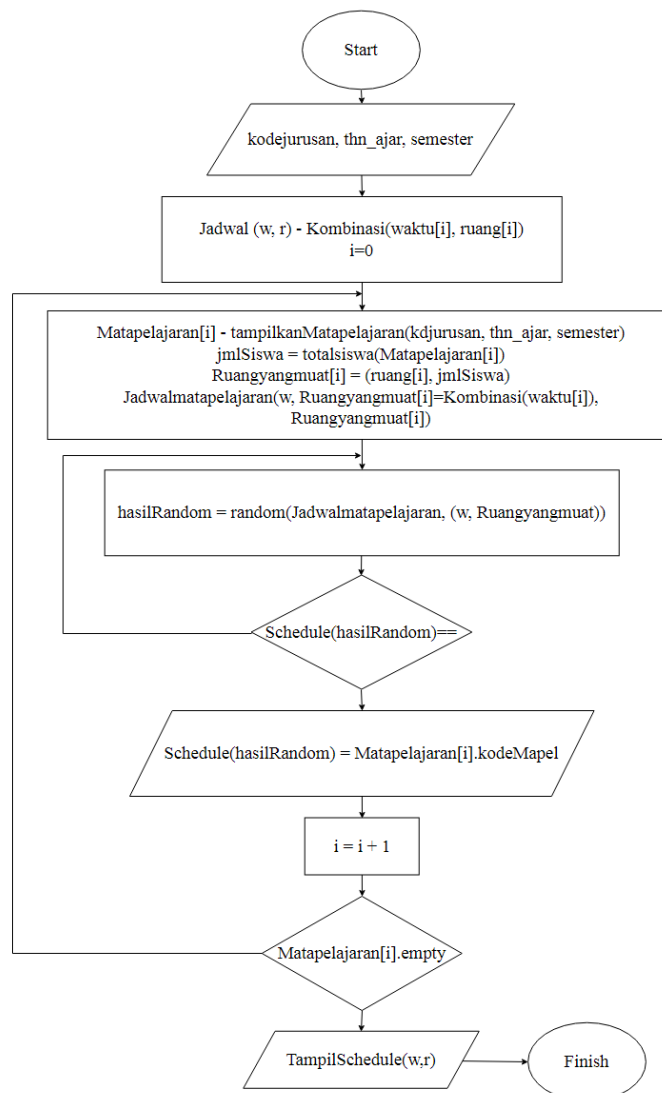 Start
kodejurusan, thn_ajar, semester
Jadwal (w, r) - Kombinasi(waktu[i], ruang[i])
i=0
Matapelajaran[i] - tampilkanMatapelajaran(kdjurusan, thn_ajar, semester)
jmlSiswa = totalsiswa(Matapelajaran[i])
Ruangyangmuat[i] = (ruang[i], jmlSiswa)
Jadwalmatapelajaran(w, Ruangyangmuat[i]=Kombinasi(waktu[i]),
Ruangyangmuat[i])
hasilRandom = random(Jadwalmatapelajaran, (w, Ruangyangmuat))
Schedule(hasilRandom)==
Schedule(hasilRandom) = Matapelajaran[i].kodeMapel
i = i + 1
Matapelajaran[i].empty
TampilSchedule(w,r)
Finish